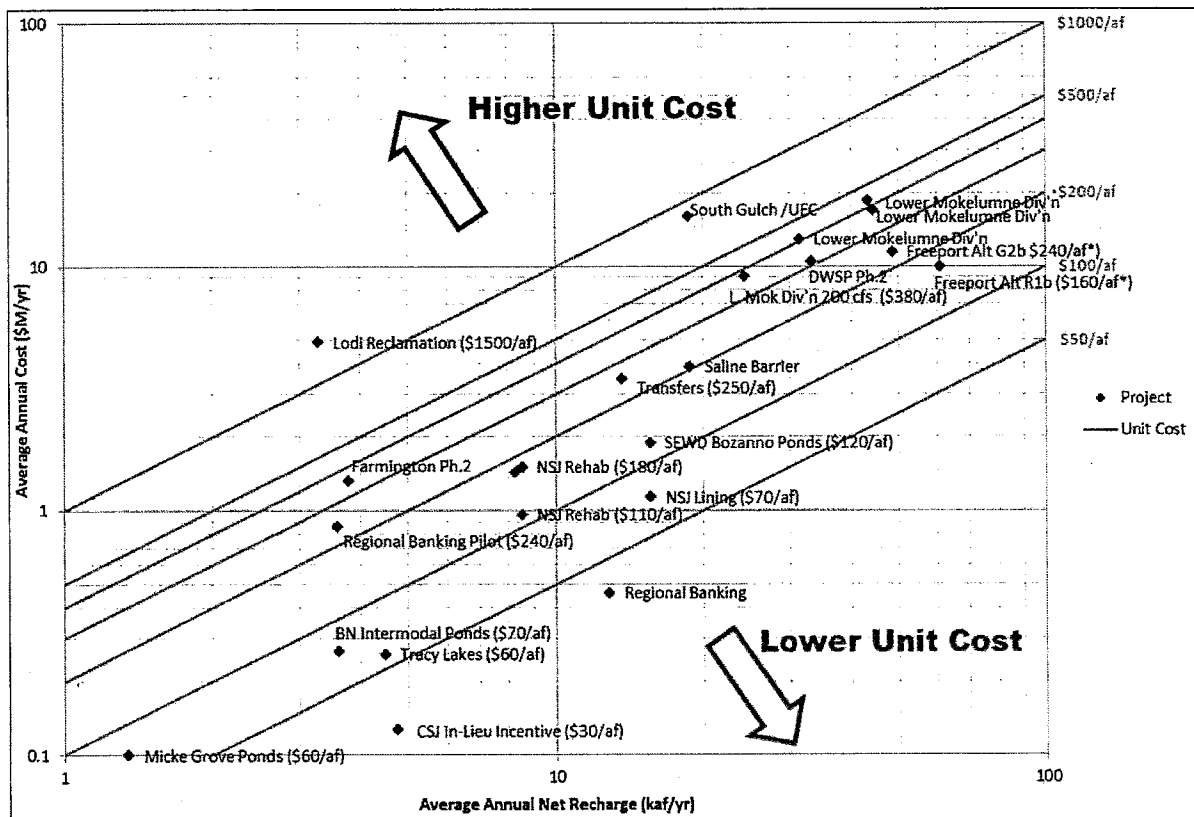 100
$1000/af
Higher Unit Cost
$500/af
$200/af
South Gulch /UFC
Lower Mokelumne Div'n
Lower Mokelumne Div'n
Lower Mokelumne Div'n
Freeport Alt G2b $240/af*)
10
$100/af
DWSP Ph.2
Freeport Alt R1b ($160/af*)
L. Mok Div'n 200 cfs ($380/af)
Lodi Reclamation ($1500/af)
$50/af
Saline Barrier
Transfers ($250/af)
Project
Unit Cost
SEWD Bozanno Ponds ($120/af)
Farmington Ph.2
NSJ Rehab ($180/af)
NSJ Lining ($70/af)
1
NSJ Rehab ($110/af)
Regional Banking Pilot ($240/af)
Regional Banking
BN Intermodal Ponds ($70/af)
Tracy Lakes ($60/af)
Lower Unit Cost
CSJ In-Lieu Incentive ($30/af)
0.1
Micke Grove Ponds ($60/af)
1
10
100
Average Annual Net Recharge (kaf/yr)
Average Annual Cost ($M/yr)